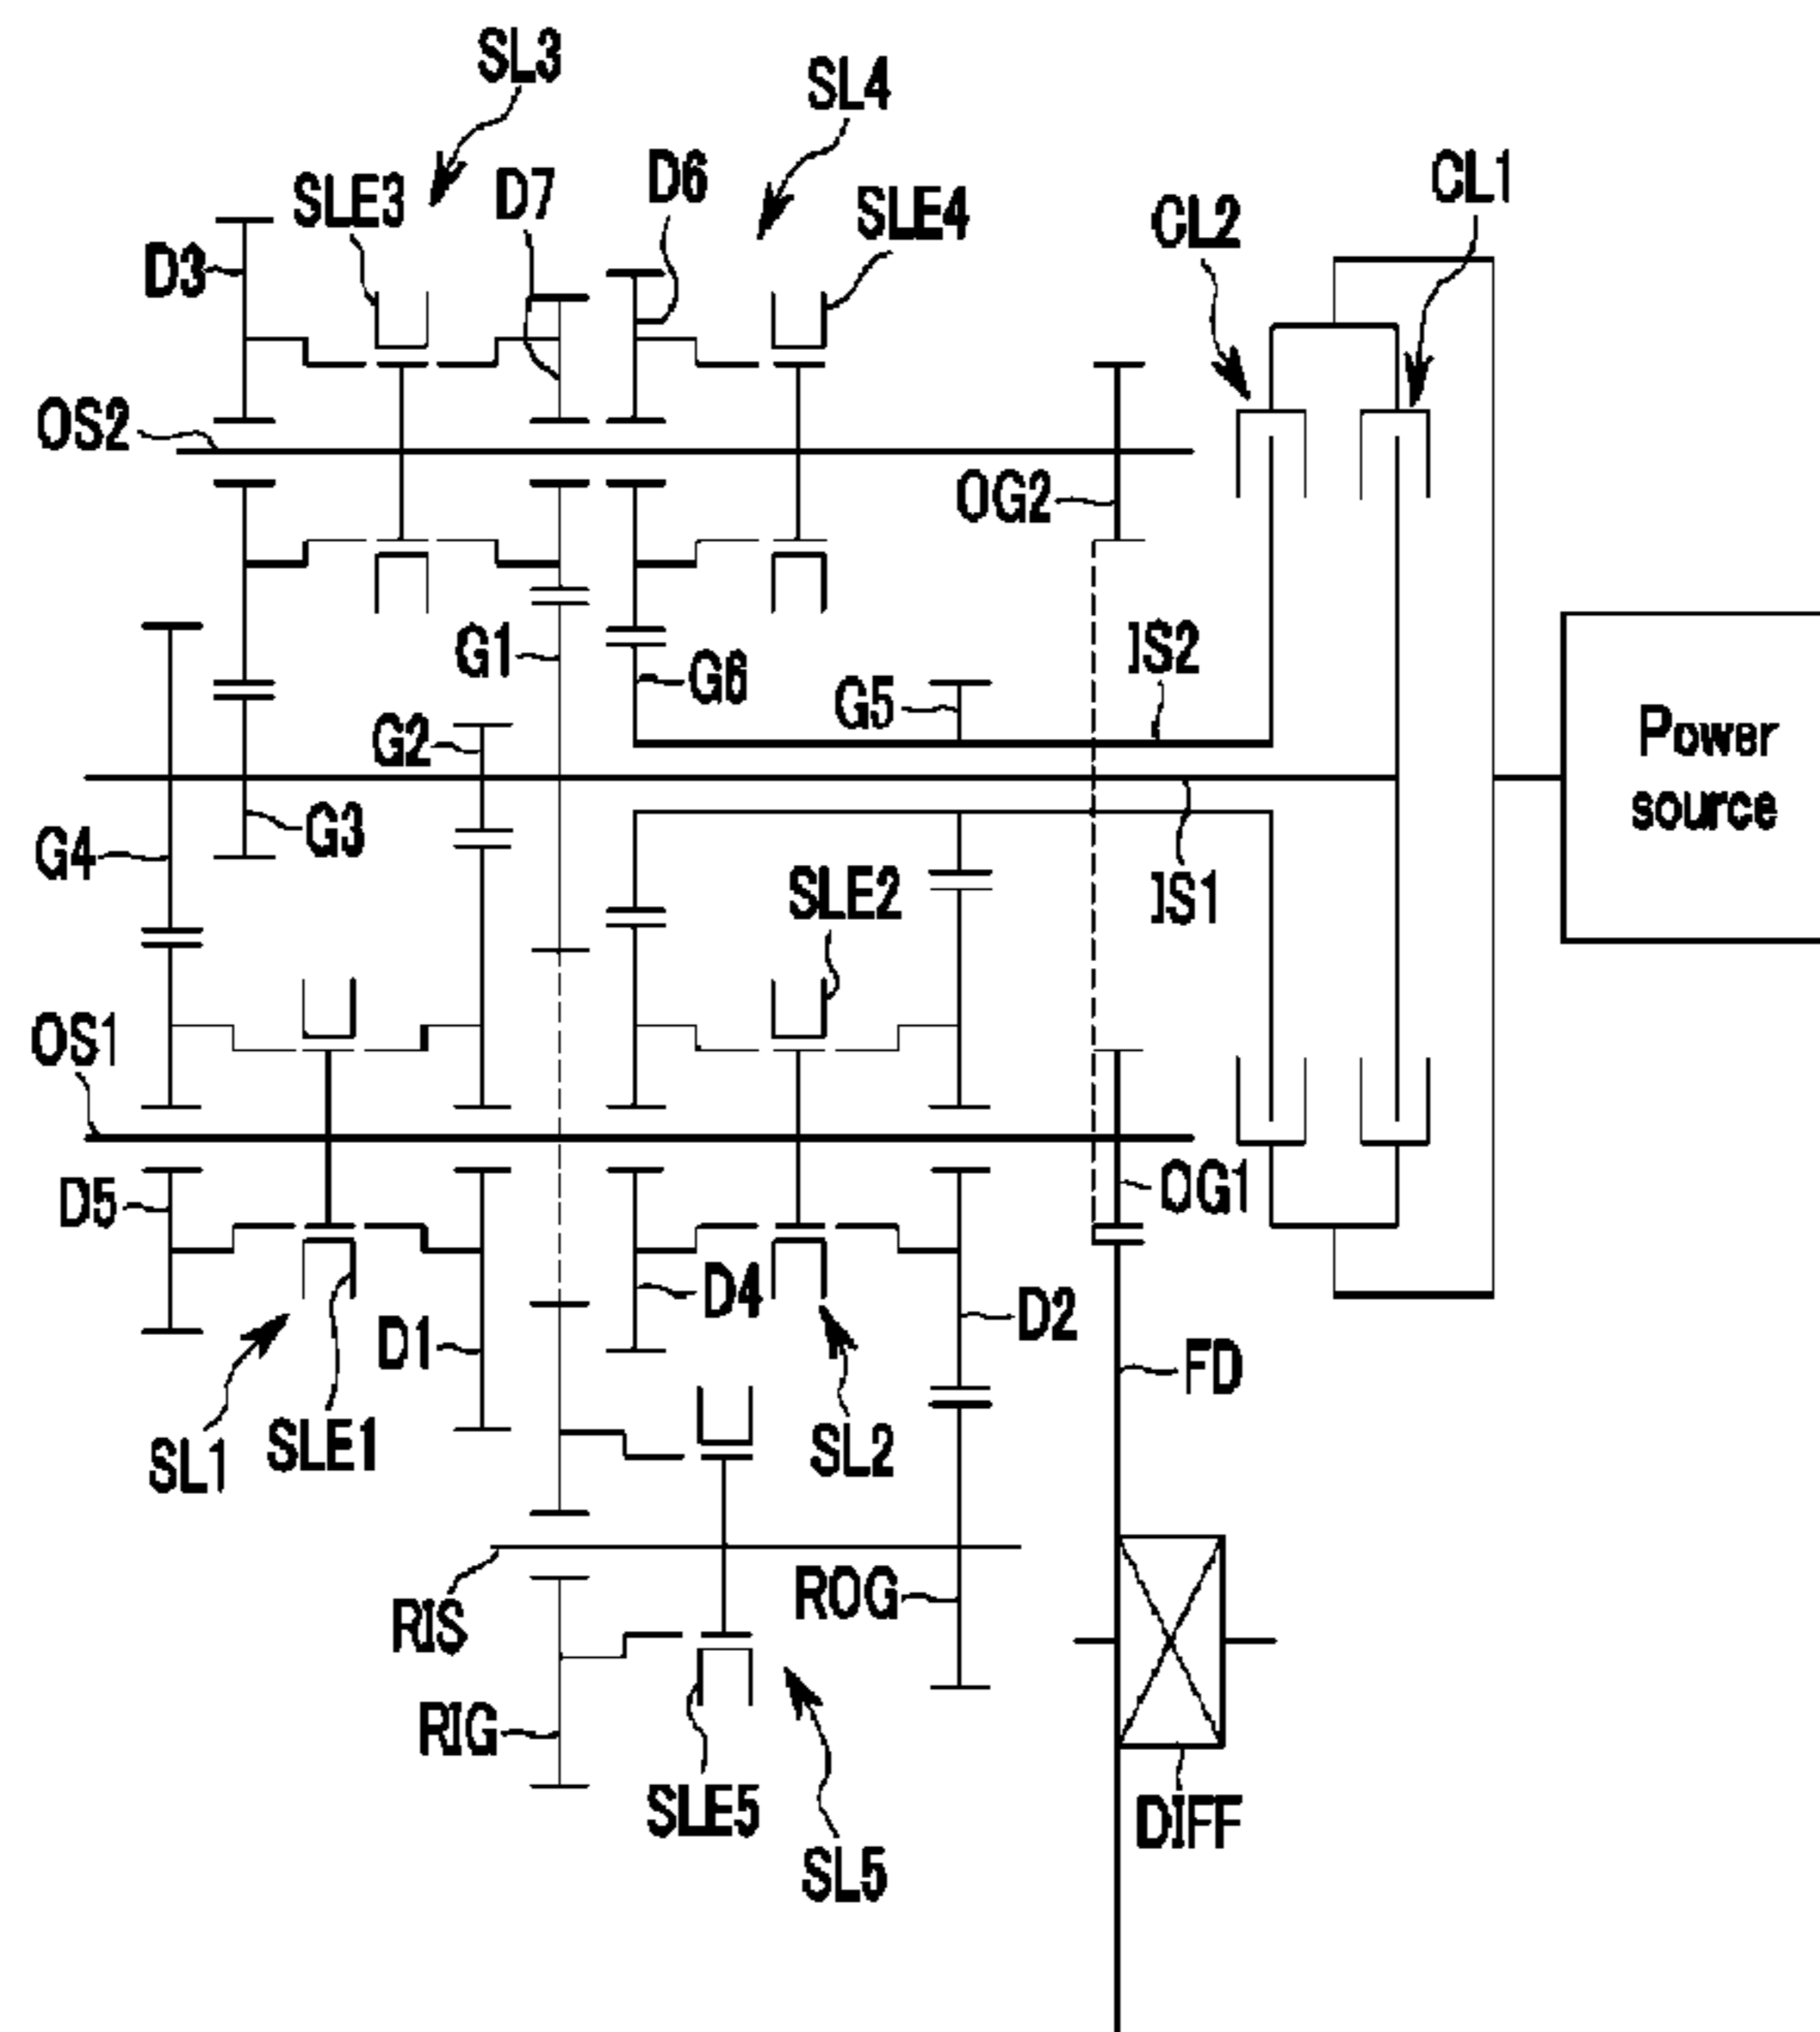 SL3
SL4
SLE3
D7
D6
SLE4
CL2
CL1
D3
OS2
OG2
G1
G6
G5
IS2
G2
Power
source
G4
G3
SLE2
IS1
OS1
D5
OG1
D1
D4
D2
FD
SL1
SLE1
SL2
RIS
ROG
RIG
SLE5
DIFF
SL5